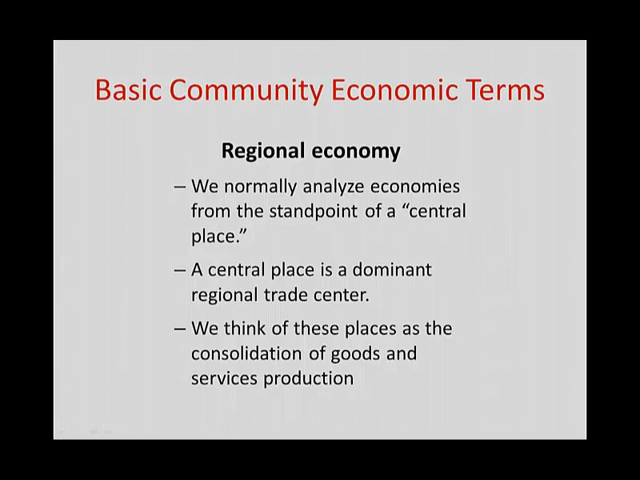 Basic Community Economic Terms
Regional economy
– We normally analyze economies
from the standpoint of a “central
place.”
– A central place is a dominant
regional trade center.
– We think of these places as the
consolidation of goods and
services production